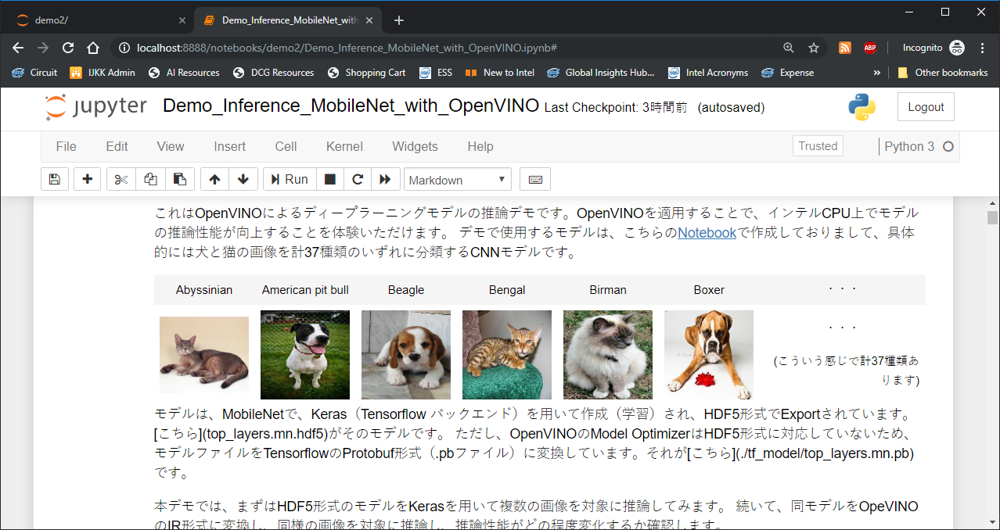 demo2/
Demo_Inference_MobileNet_with
localhost:8888/notebooks/demo2/Demo_Inference_MobileNet_with_OpenVINO.ipynb#
ABP
Incognito
Circuit
IJKK Admin
AI Resources
DCG Resources
Shopping Cart
ESS
New to Intel
Global Insights Hub...
Intel Acronyms
Expense
»
Other bookmarks
jupyter Demo_Inference_MobileNet_with_OpenVINO Last Checkpoint: 3時間前 (autosaved)
Logout
File Edit View Insert Cell Kernel Widgets Help
Trusted
Python 3
Run
Markdown
これはOpenVINOによるディープラーニングモデルの推論デモです。OpenVINOを適用することで、インテルCPU上でモデル
の推論性能が向上することを体験いただけます。 デモで使用するモデルは、こちらのNotebookで作成しておりまして、具体
的には犬と猫の画像を計37種類のいずれに分類するCNNモデルです。
Abyssinian American pit bull Beagle Bengal Birman Boxer ・・・
・・・
(こういう感じで計37種類あ
ります)
モデルは、MobileNetで、Keras（Tensorflow バックエンド）を用いて作成（学習）され、HDF5形式でExportされています。
[こちら](top_layers.mn.hdf5)がそのモデルです。 ただし、OpenVINOのModel OptimizerはHDF5形式に対応していないため、
モデルファイルをTensorflowのProtobuf形式（.pbファイル）に変換しています。それが[こちら](./tf_model/top_layers.mn.pb)
です。
本デモでは、まずはHDF5形式のモデルをKerasを用いて複数の画像を対象に推論してみます。 続いて、同モデルをOpeVINO
のIR形式に変換し、同様の画像を対象に推論し、推論性能がどの程度変化するか確認します。